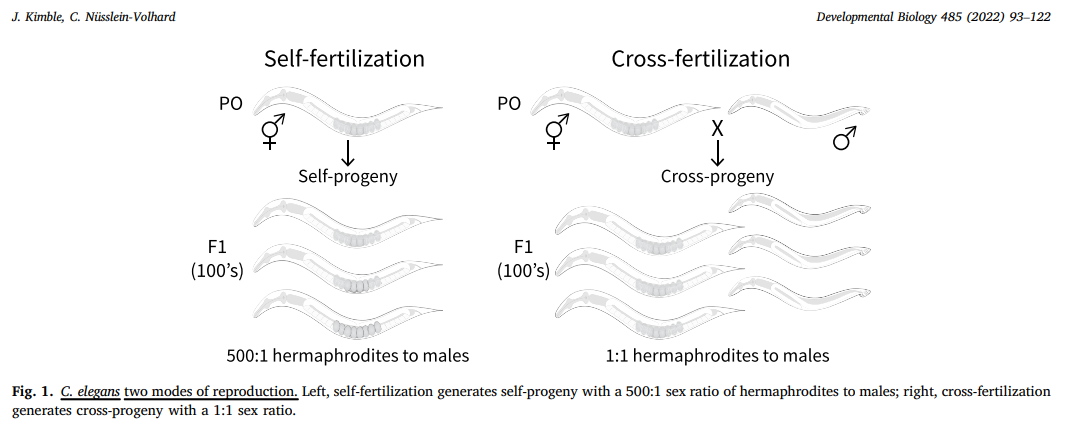 J. Kimble, C. Nüsslein-Volhard
Developmental Biology 485 (2022) 93–122
Self-fertilization
PO
Self-progeny
F1
(100's)
500:1 hermaphrodites to males
Cross-fertilization
PO
X
Cross-progeny
F1
(100's)
1:1 hermaphrodites to males
Fig. 1. C. elegans two modes of reproduction. Left, self-fertilization generates self-progeny with a 500:1 sex ratio of hermaphrodites to males; right, cross-fertilization
generates cross-progeny with a 1:1 sex ratio.